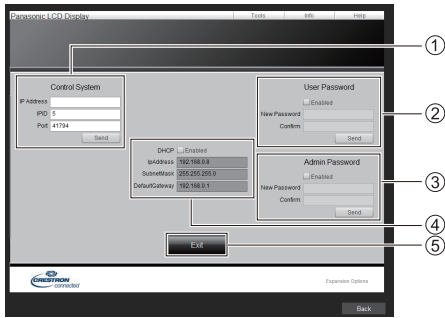 Panasonic LCD Display
Tools Info Help
Control System
IP Address
IPID 5
Port 41794
Send
User Password
Enabled
New Password
Confirm
Send
Admin Password
Enabled
New Password
Confirm
Send
DHCP Enabled
IpAddress 192.168.0.8
SubnetMask 255.255.255.0
DefaultGateway 192.168.0.1
Exit
CRESTRON
connected
Expansion Options
Back
1
2
3
4
5